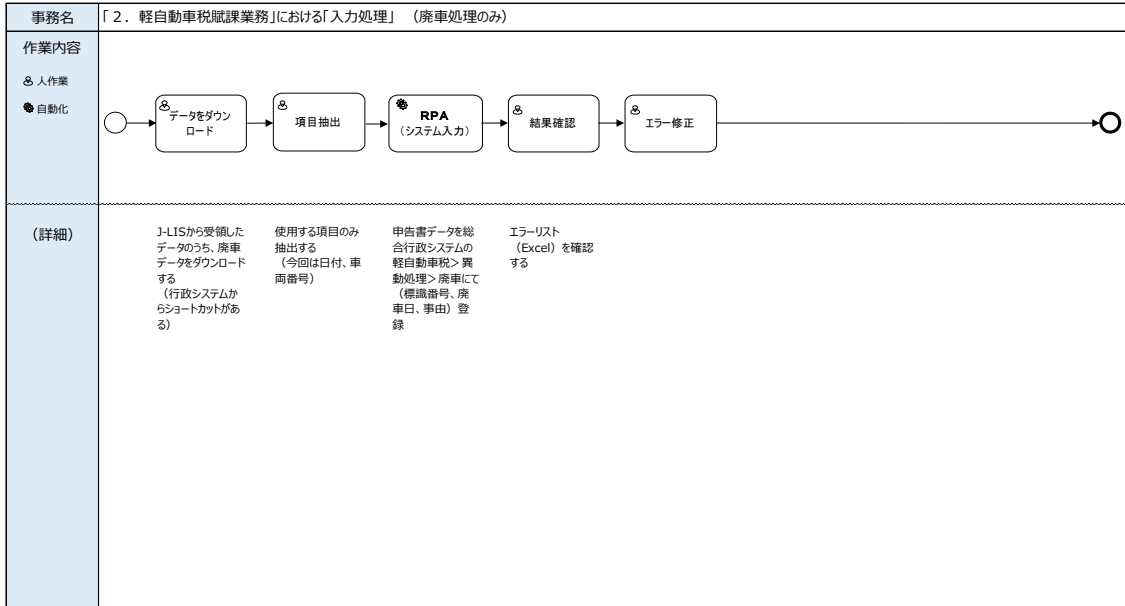 事務名
「２．軽自動車税賦課業務」における「入力処理」　（廃車処理のみ）
作業内容
人作業
自動化
データをダウン
ロード
項目抽出
RPA
（システム入力）
結果確認
エラー修正
（詳細）
J-LISから受領した
データのうち、廃車
データをダウンロード
する
（行政システムか
らショートカットがあ
る）
使用する項目のみ
抽出する
（今回は日付、車
両番号）
申告書データを総
合行政システムの
軽自動車税＞異
動処理＞廃車にて
（標識番号、廃
車日、事由）登
録
エラーリスト
（Excel）を確認
する